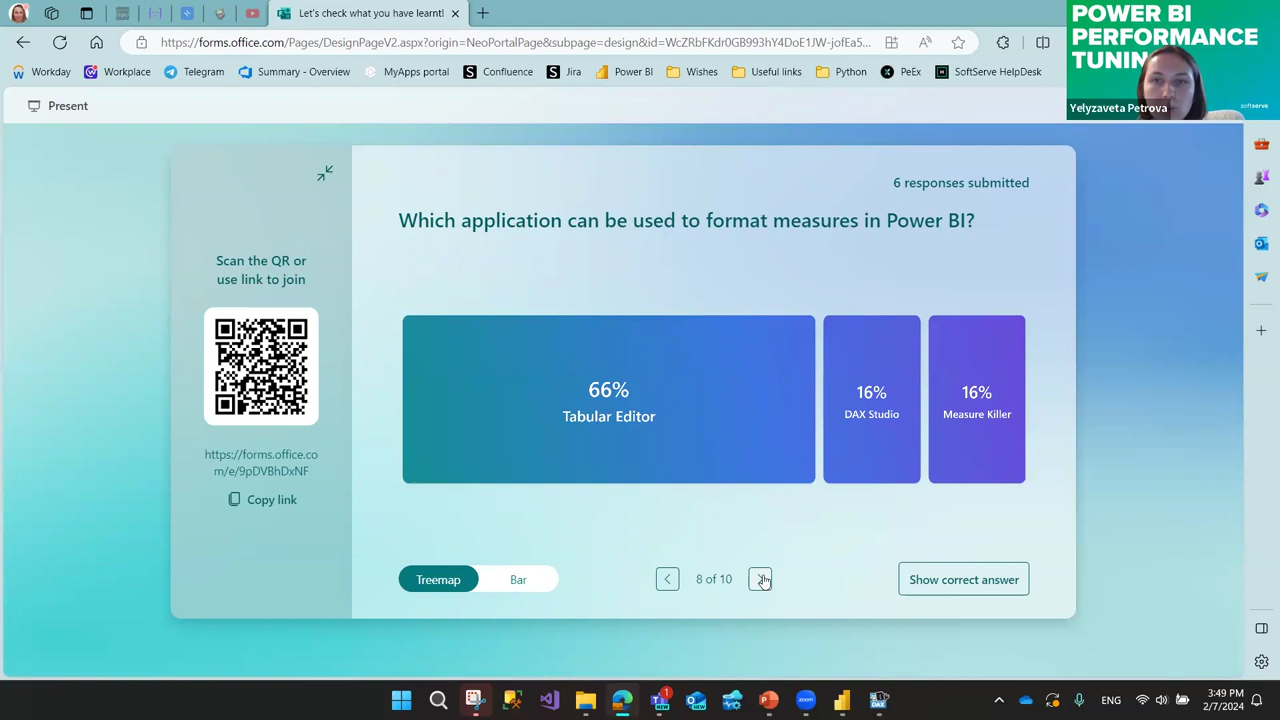 Let's check what you have learnt!
https://forms.office.com/Pages/DesignPageV2.aspx?origin=NeoPortalPage&subpage=design&id=WcZRbFKdr0GB993hY4DoE1JW-jofEa5...
Workday
Workplace
Telegram
Summary - Overview
MyApps portal
Confluence
Jira
Power BI
Wishes
Useful links
Python
PeEx
SoftServe HelpDesk
POWER BI
PERFORMANCE
Yelyzaveta Petrova
softserve
Present
6 responses submitted
Which application can be used to format measures in Power BI?
Scan the QR or
use link to join
https://forms.office.co
m/e/9pDVBhDxNF
Copy link
66%
Tabular Editor
16%
DAX Studio
16%
Measure Killer
Treemap
Bar
8 of 10
Show correct answer
1
NEW
zoom
DAX
ENG
3:49 PM
2/7/2024